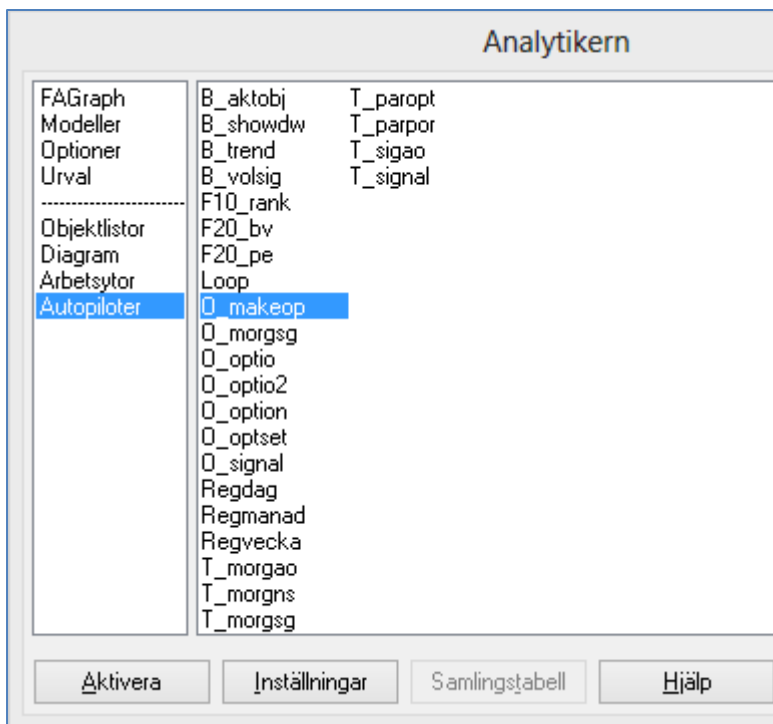 Analytikern
FAGraph
Modeller
Optioner
Urval
------------------------
Objektlistor
Diagram
Arbetsytor
Autopiloter
B_aktobj
B_showdw
B_trend
B_volsig
F10_rank
F20_bv
F20_pe
Loop
O_makeop
O_morgsg
O_optio
O_optio2
O_option
O_optset
O_signal
Regdag
Regmanad
Regvecka
T_morgao
T_morgns
T_morgsg
T_paropt
T_parpor
T_sigao
T_signal
Aktivera
Inställningar
Samlingstabell
Hjälp